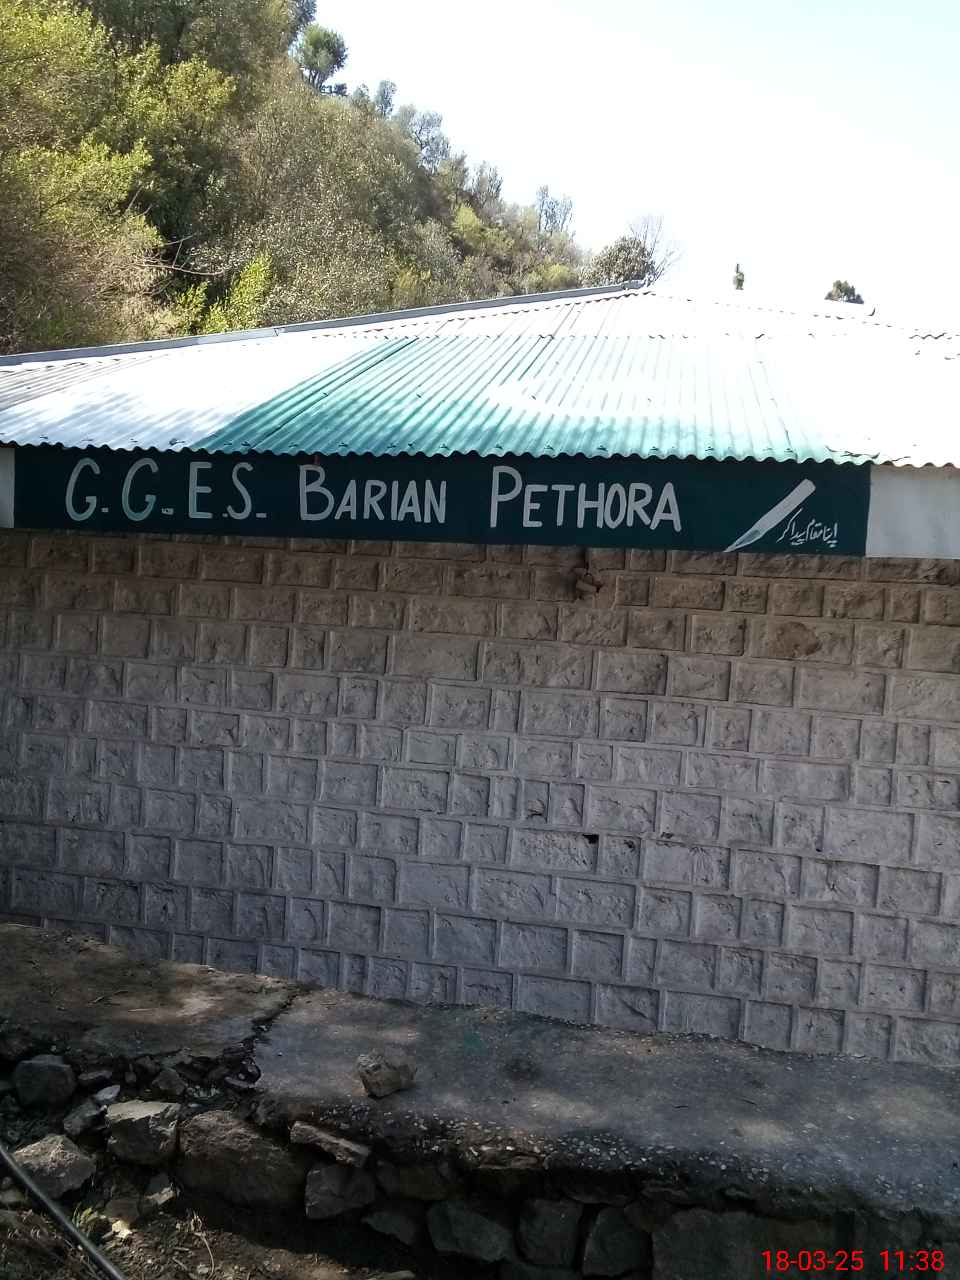 G.G.E.S. BARIAN PETHORA
اپنا مقام پیدا کر
18-03-25 11:38